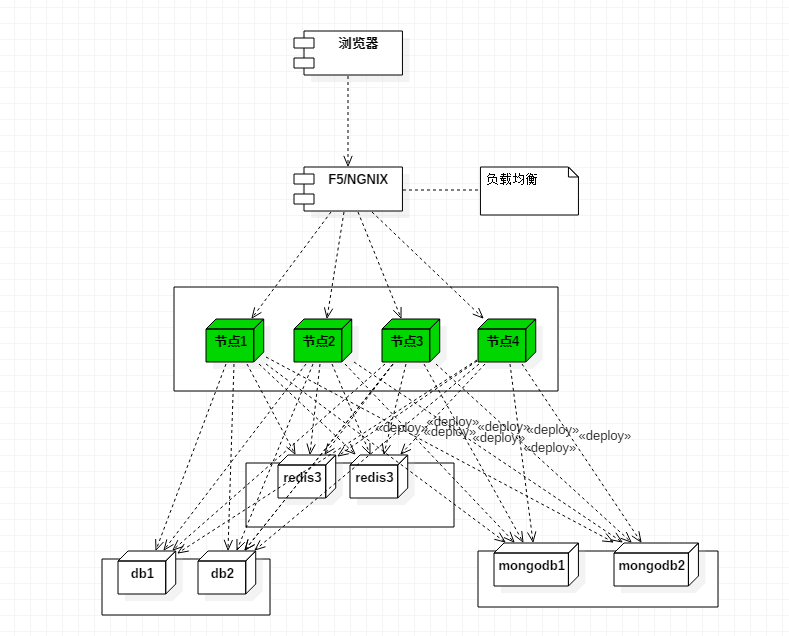 浏览器
F5/NGNIX
负载均衡
节点1
节点2
节点3
节点4
«deploy»
«deploy»
«deploy»
«deploy»
«deploy»
«deploy»
«deploy»
«deploy»
redis3
redis3
db1
db2
mongodb1
mongodb2